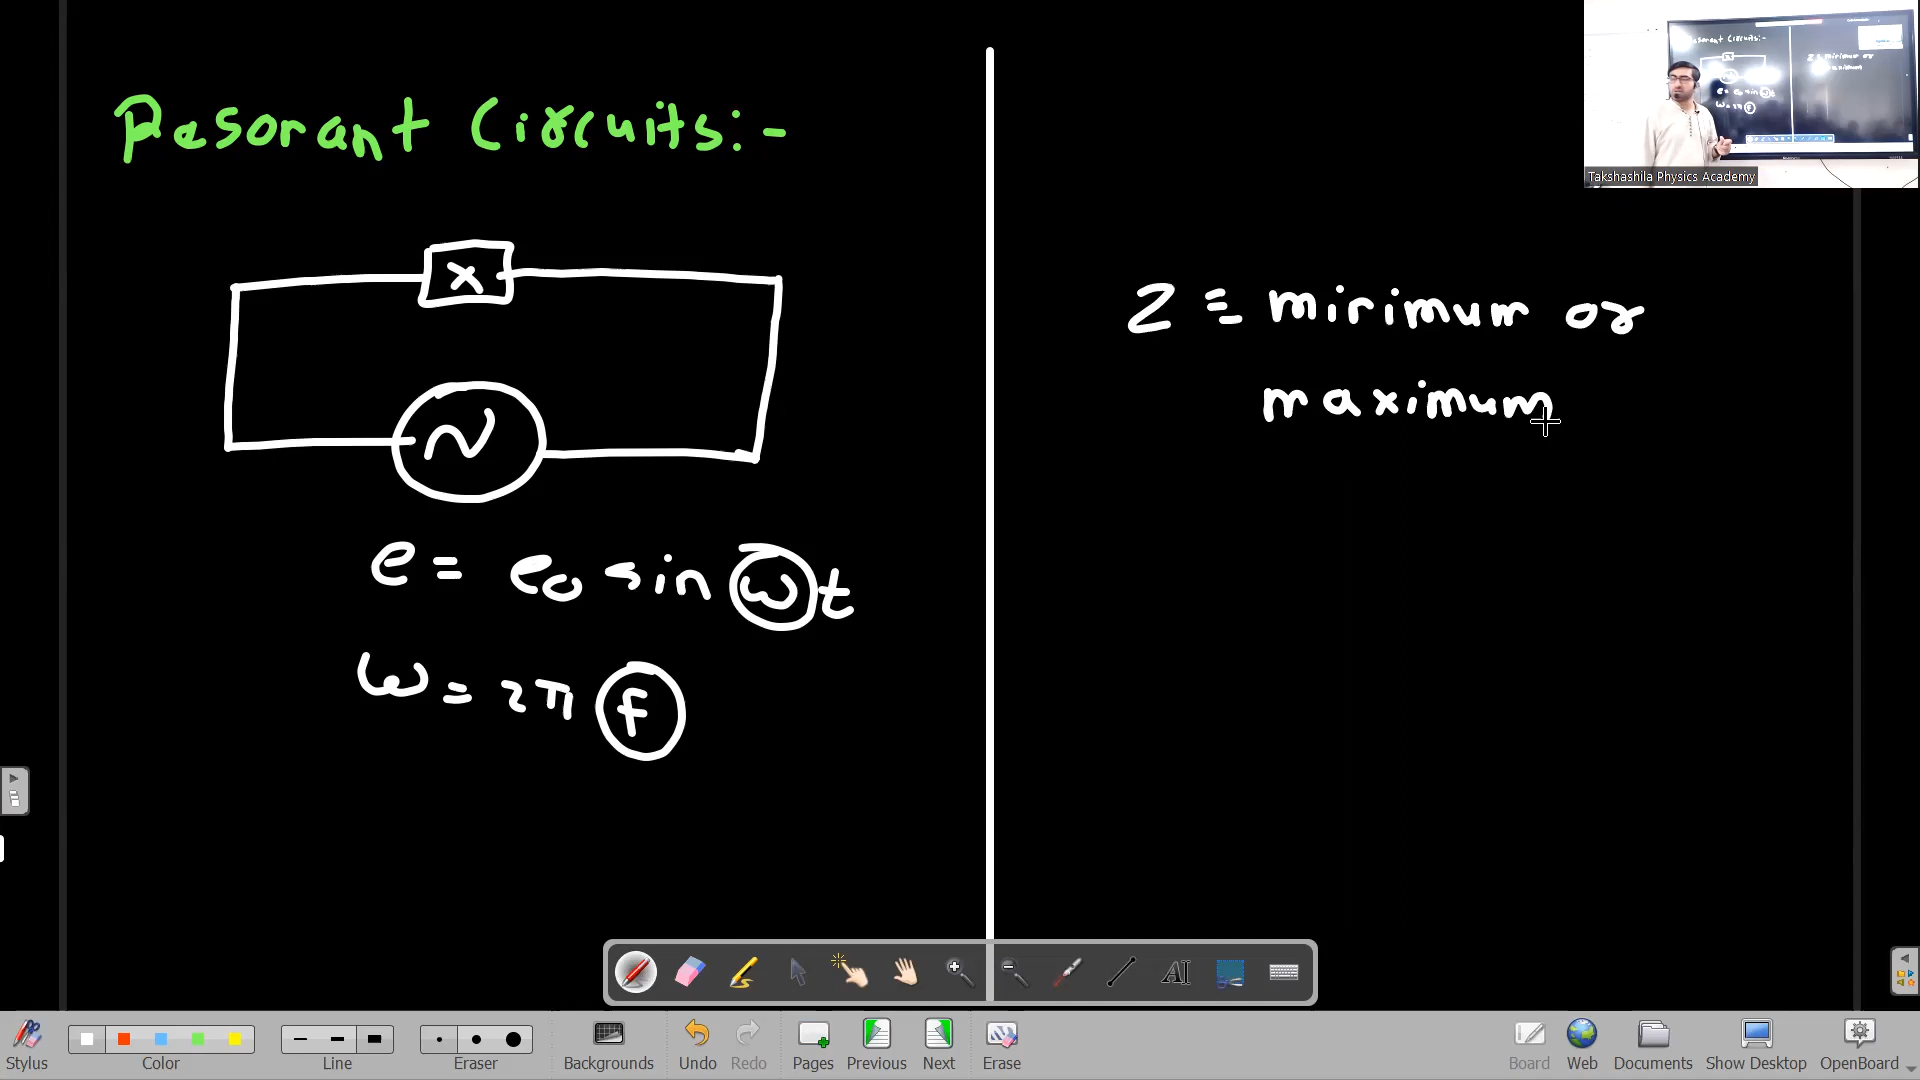 Resonant Circuits:-
x
e = e₀ sin ωt
ω = 2π f
Z = minimum or
maximum
Takshashila Physics Academy
Stylus
Color
Line
Eraser
Backgrounds
Undo
Redo
Pages
Previous
Next
Erase
Board
Web
Documents
Show Desktop
OpenBoard